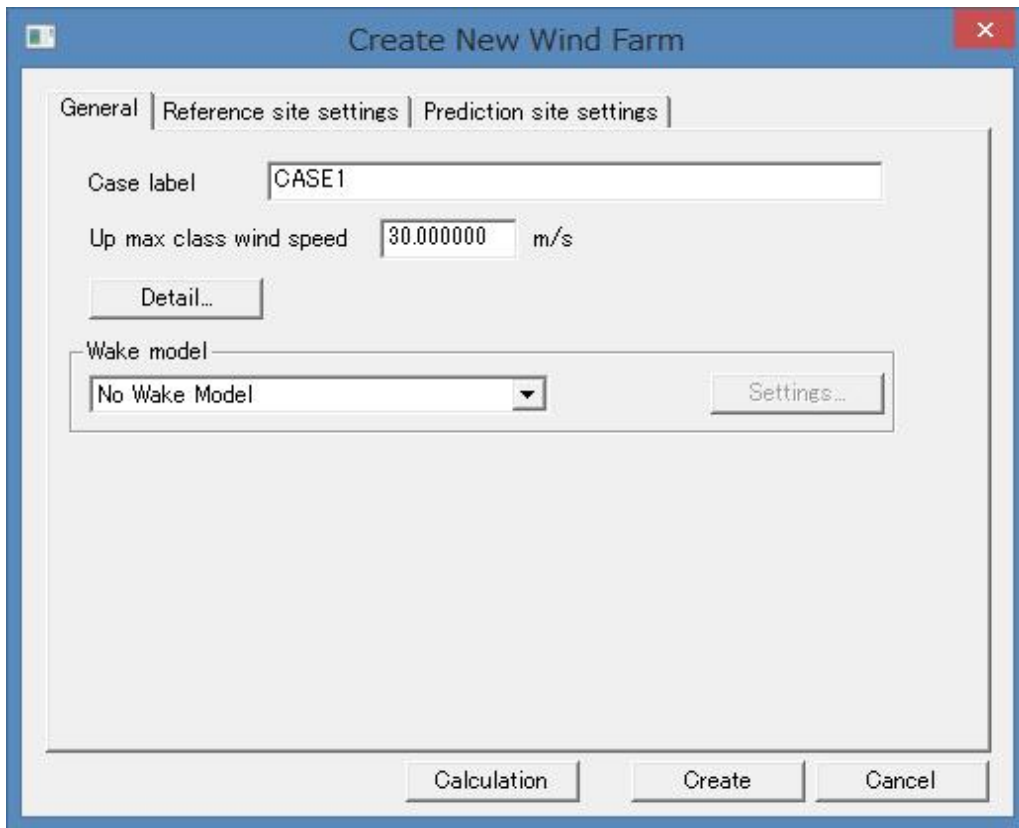 Create New Wind Farm
General Reference site settings Prediction site settings
Case label CASE1
Up max class wind speed 30.000000 m/s
Detail...
Wake model
No Wake Model Settings...
Calculation Create Cancel